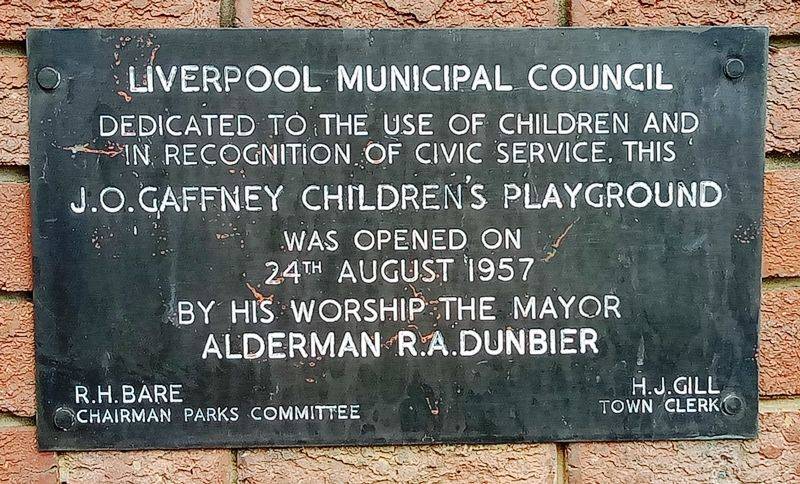 LIVERPOOL MUNICIPAL COUNCIL
DEDICATED TO THE USE OF CHILDREN AND
IN RECOGNITION OF CIVIC SERVICE, THIS
J.O.GAFFNEY CHILDREN'S PLAYGROUND
WAS OPENED ON
24TH AUGUST 1957
BY HIS WORSHIP THE MAYOR
ALDERMAN R.A.DUNBIER
R.H.BARE
CHAIRMAN PARKS COMMITTEE
H.J.GILL
TOWN CLERK